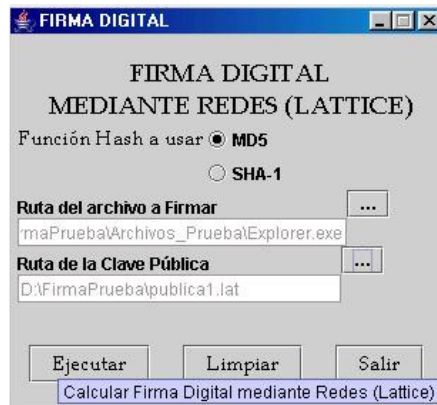 FIRMA DIGITAL
FIRMA DIGITAL
MEDIANTE REDES (LATTICE)
Función Hash a usar MD5
SHA-1
Ruta del archivo a Firmar ...
rmaPrueba\Archivos_Prueba\Explorer.exe
Ruta de la Clave Pública ...
D:\FirmaPrueba\publica1.lat
Ejecutar Limpiar Salir
Calcular Firma Digital mediante Redes (Lattice)